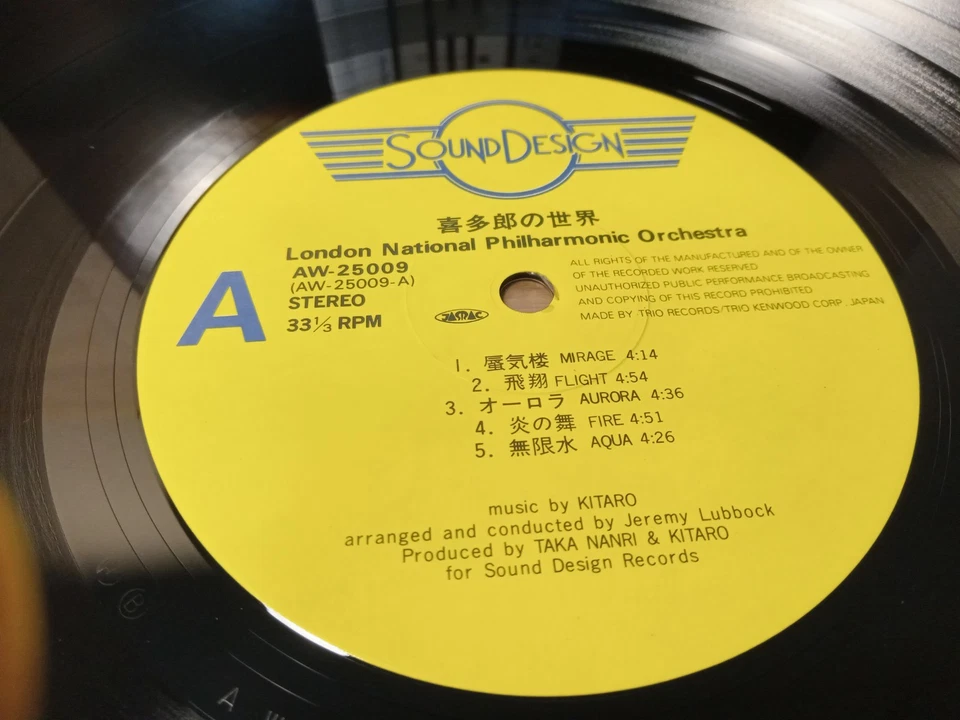 SOUNDDESIGN
喜多郎の世界
London National Philharmonic Orchestra
AW-25009
(AW-25009-A)
STEREO
33⅓ RPM
A
JASRAC
ALL RIGHTS OF THE MANUFACTURED AND OF THE OWNER
OF THE RECORDED WORK RESERVED
UNAUTHORIZED PUBLIC PERFORMANCE BROADCASTING
AND COPYING OF THIS RECORD PROHIBITED
MADE BY TRIO RECORDS/TRIO KENWOOD CORP. JAPAN
1. 蜃気楼 MIRAGE 4:14
2. 飛翔 FLIGHT 4:54
3. オーロラ AURORA 4:36
4. 炎の舞 FIRE 4:51
5. 無限水 AQUA 4:26
music by KITARO
arranged and conducted by Jeremy Lubbock
Produced by TAKA NANRI & KITARO
for Sound Design Records